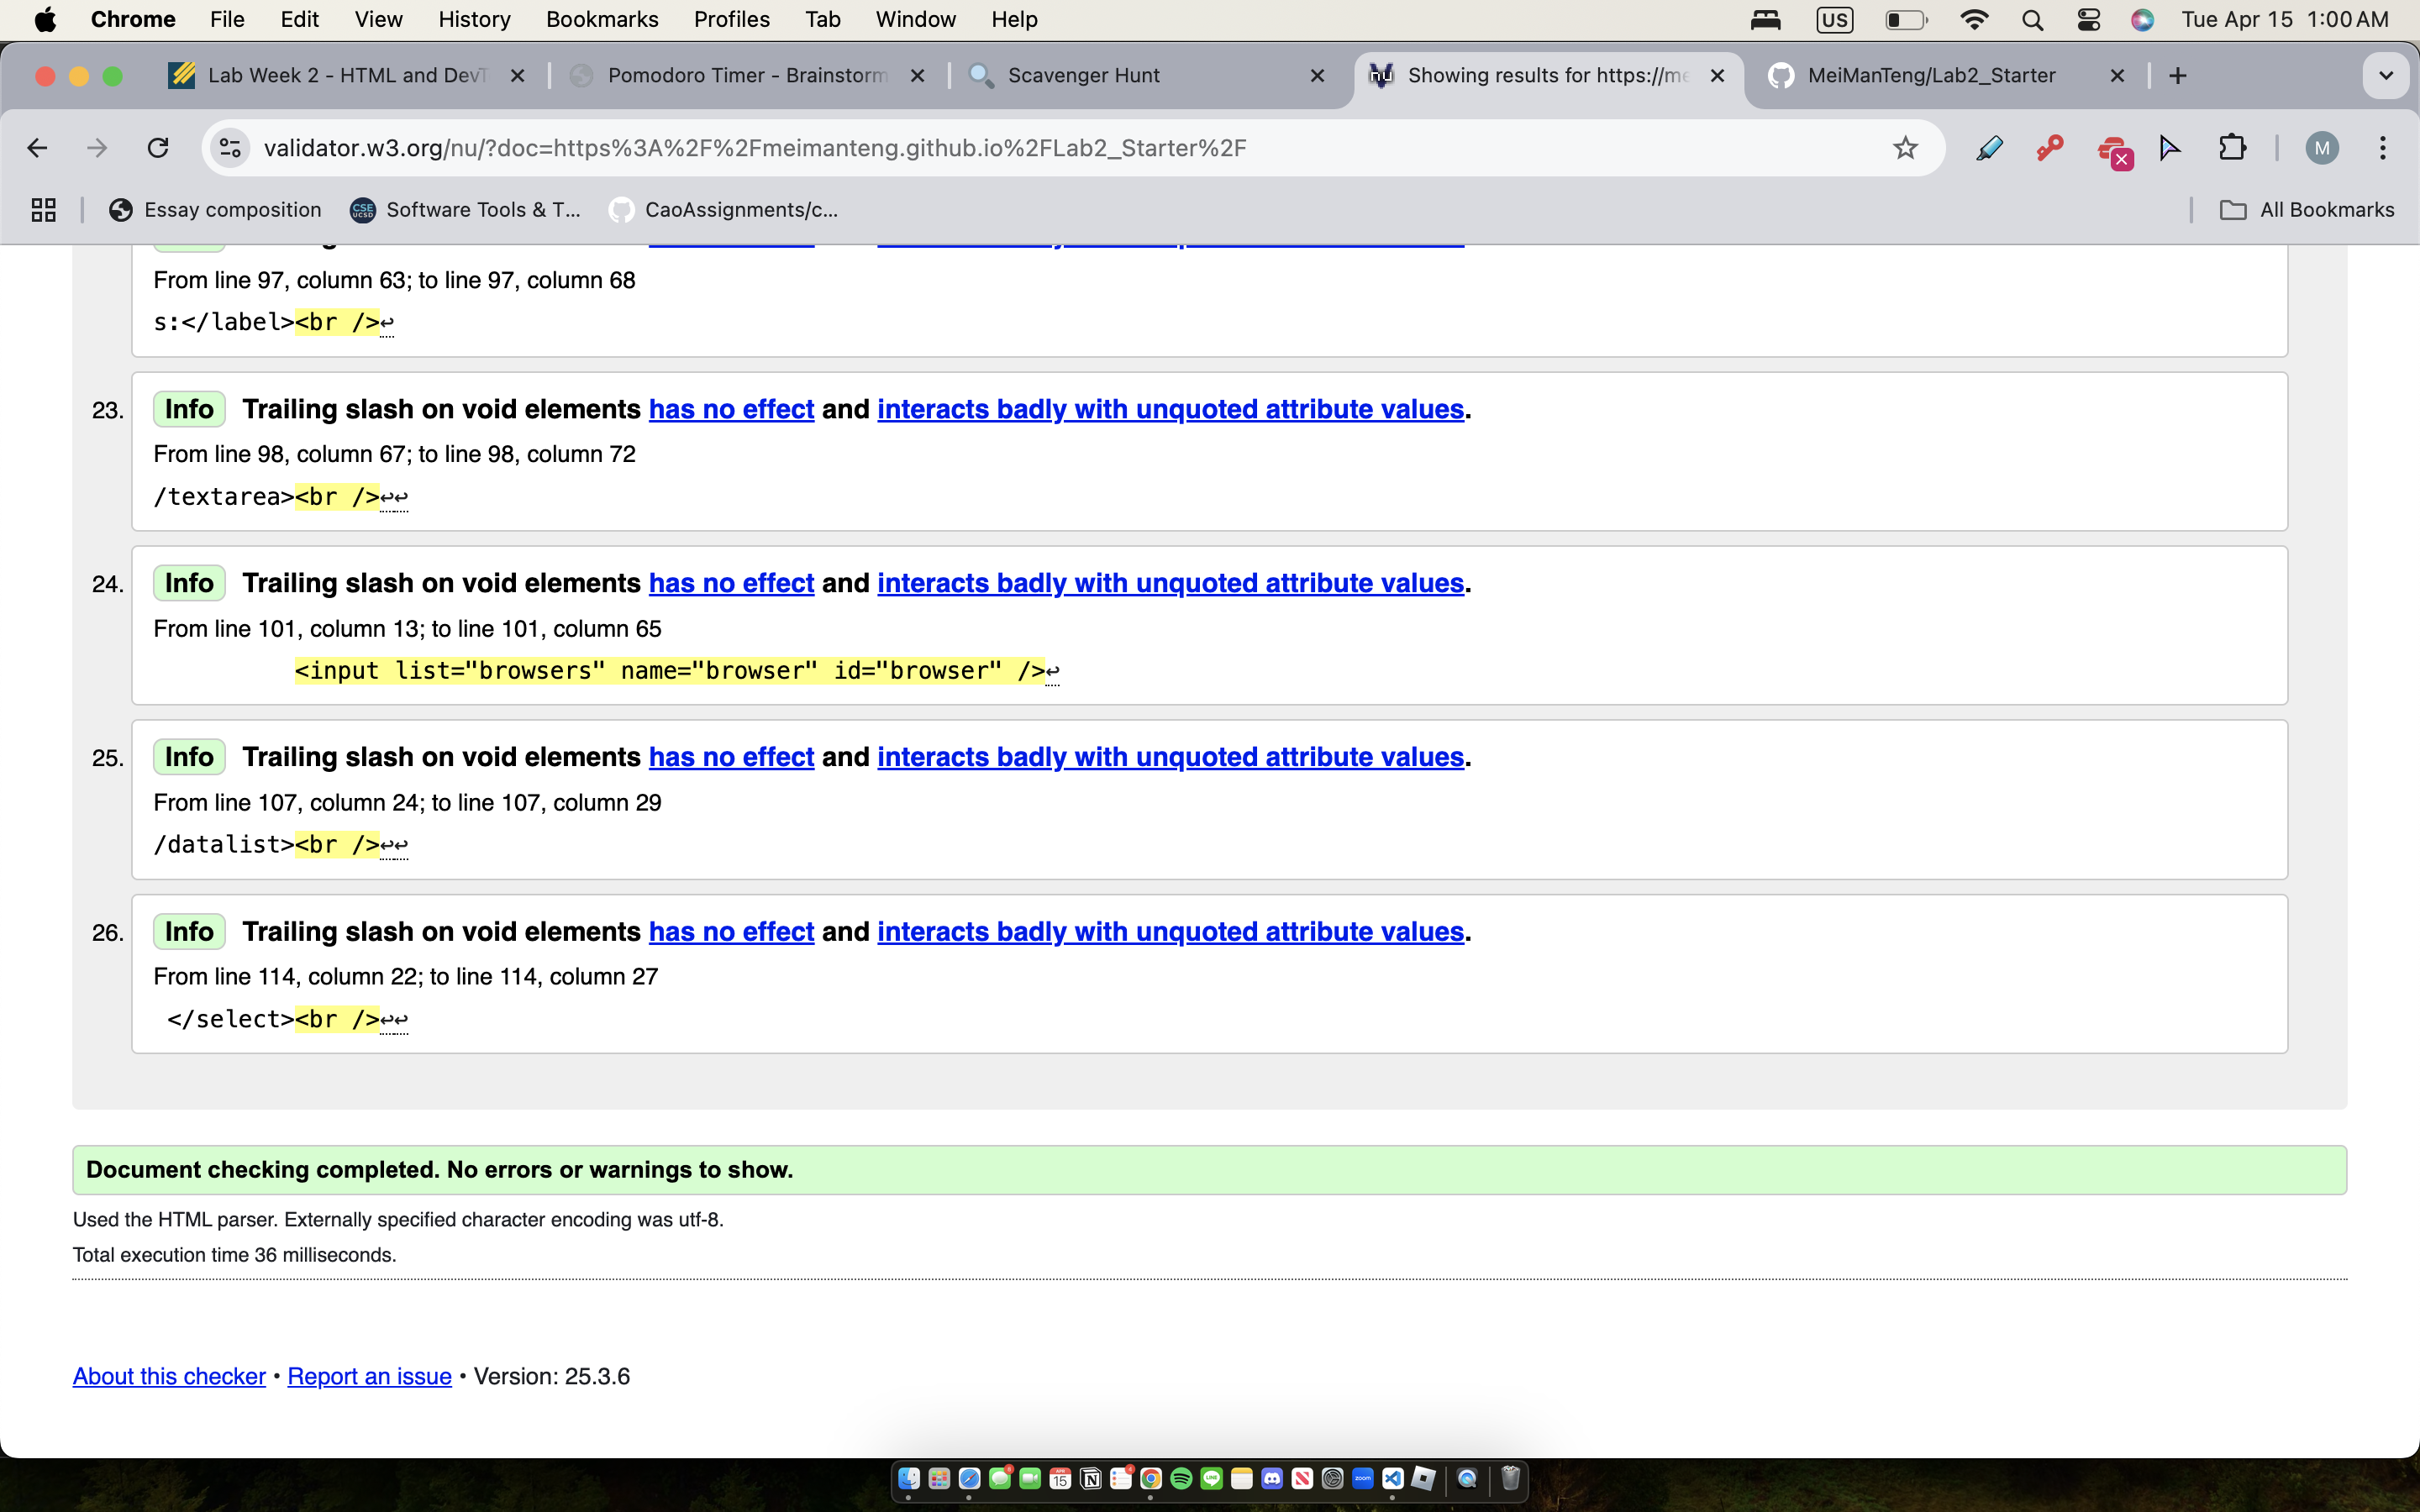 Chrome File Edit View History Bookmarks Profiles Tab Window Help US Tue Apr 15 1:00 AM
Lab Week 2 - HTML and DevT Pomodoro Timer - Brainstorm Scavenger Hunt nu Showing results for https://me MeiManTeng/Lab2_Starter
validator.w3.org/nu/?doc=https%3A%2F%2Fmeimanteng.github.io%2FLab2_Starter%2F M
Essay composition CSE UCSD Software Tools & T... CaoAssignments/c... All Bookmarks
From line 97, column 63; to line 97, column 68
s:</label><br />↩
23. Info Trailing slash on void elements has no effect and interacts badly with unquoted attribute values.
From line 98, column 67; to line 98, column 72
/textarea><br />↩↩
24. Info Trailing slash on void elements has no effect and interacts badly with unquoted attribute values.
From line 101, column 13; to line 101, column 65
<input list="browsers" name="browser" id="browser" />↩
25. Info Trailing slash on void elements has no effect and interacts badly with unquoted attribute values.
From line 107, column 24; to line 107, column 29
/datalist><br />↩↩
26. Info Trailing slash on void elements has no effect and interacts badly with unquoted attribute values.
From line 114, column 22; to line 114, column 27
</select><br />↩↩
Document checking completed. No errors or warnings to show.
Used the HTML parser. Externally specified character encoding was utf-8.
Total execution time 36 milliseconds.
About this checker • Report an issue • Version: 25.3.6
15 zoom